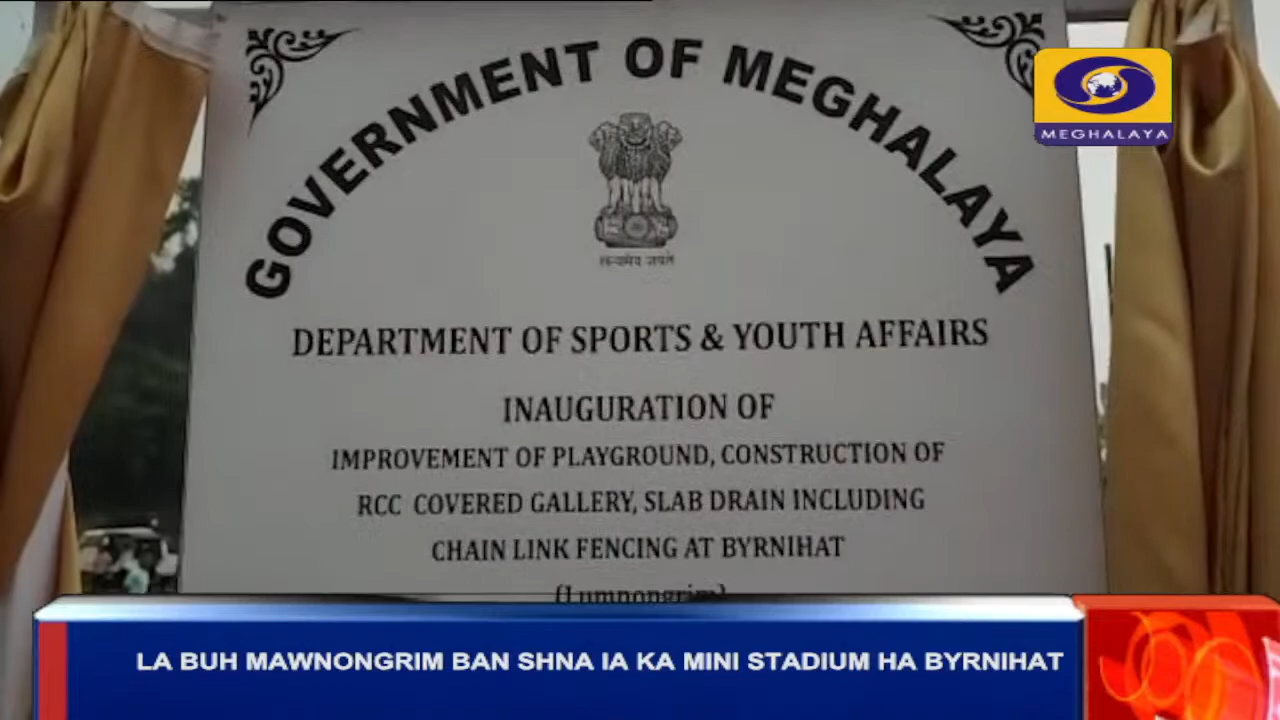 GOVERNMENT OF MEGHALAYA
MEGHALAYA
सत्यमेव जयते
DEPARTMENT OF SPORTS & YOUTH AFFAIRS
INAUGURATION OF
IMPROVEMENT OF PLAYGROUND, CONSTRUCTION OF
RCC COVERED GALLERY, SLAB DRAIN INCLUDING
CHAIN LINK FENCING AT BYRNIHAT
(Lumnongrim)
LA BUH MAWNONGRIM BAN SHNA IA KA MINI STADIUM HA BYRNIHAT